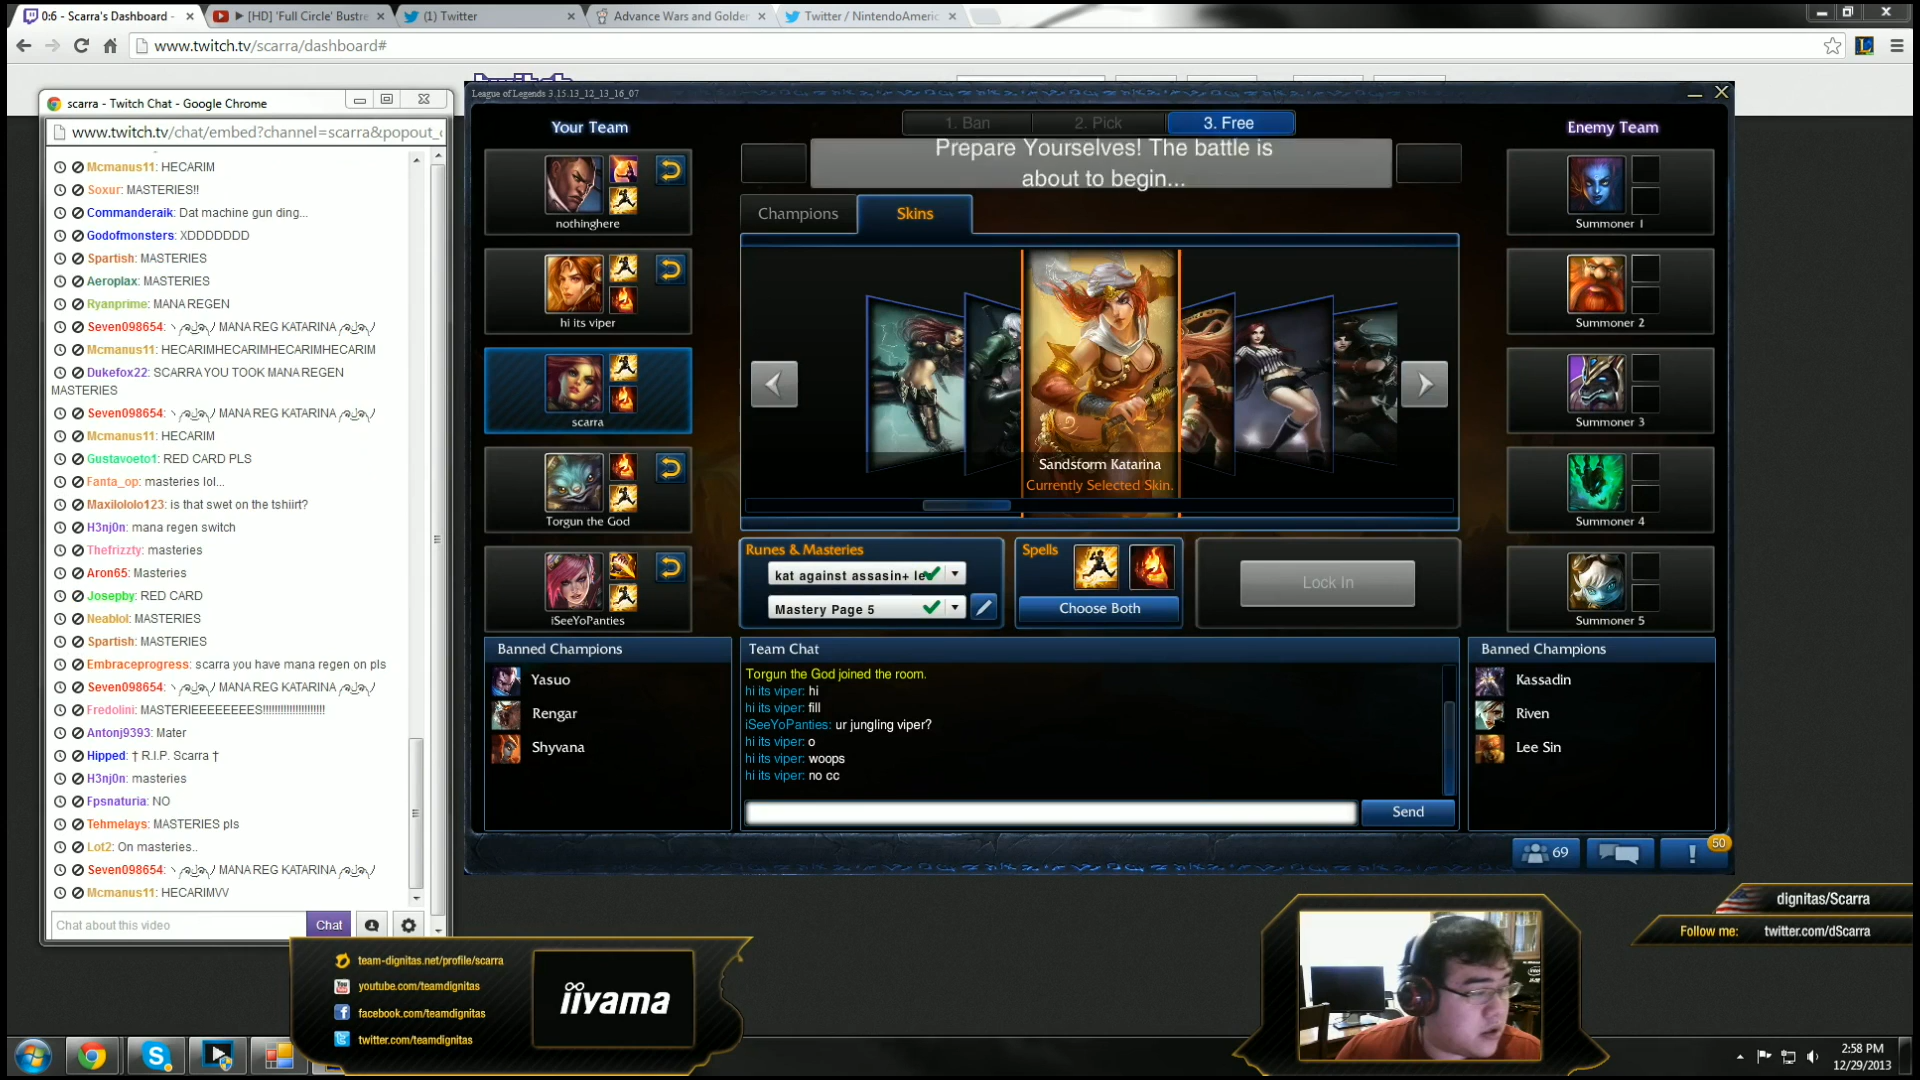 0:6 - Scarra's Dashboard -
[HD] 'Full Circle' Bustre
(1) Twitter
Advance Wars and Golder
Twitter / NintendoAmeric
www.twitch.tv/scarra/dashboard#
twitch
scarra - Twitch Chat - Google Chrome
www.twitch.tv/chat/embed?channel=scarra&popout_c
Mcmanus11: HECARIM
Soxur: MASTERIES!!
Commanderaik: Dat machine gun ding...
Godofmonsters: XDDDDDDD
Spartish: MASTERIES
Aeroplax: MASTERIES
Ryanprime: MANA REGEN
Seven098654: MANA REG KATARINA
Mcmanus11: HECARIMHECARIMHECARIMHECARIM
Dukefox22: SCARRA YOU TOOK MANA REGEN
MASTERIES
Seven098654: MANA REG KATARINA
Mcmanus11: HECARIM
Gustavoeto1: RED CARD PLS
Fanta_op: masteries lol...
Maxilololo123: is that swet on the tshiirt?
H3nj0n: mana regen switch
Thefrizzty: masteries
Aron65: Masteries
Josepby: RED CARD
Neablol: MASTERIES
Spartish: MASTERIES
Embraceprogress: scarra you have mana regen on pls
Seven098654: MANA REG KATARINA
Fredolini: MASTERIEEEEEEEES!!!!!!!!!!!!!!!!!!!!!
Antonj9393: Mater
Hipped: † R.I.P. Scarra †
H3nj0n: masteries
Fpsnaturia: NO
Tehmelays: MASTERIES pls
Lot2: On masteries..
Seven098654: MANA REG KATARINA
Mcmanus11: HECARIMVV
Chat about this video
Chat
League of Legends 3.15.13_12_13_16_07
Your Team
1. Ban
2. Pick
3. Free
Enemy Team
Prepare Yourselves! The battle is
about to begin...
Champions
Skins
nothinghere
hi its viper
scarra
Torgun the God
iSeeYoPanties
Summoner 1
Summoner 2
Summoner 3
Summoner 4
Summoner 5
Sandstorm Katarina
Currently Selected Skin.
Runes & Masteries
kat against assasin+ le
Mastery Page 5
Spells
Choose Both
Lock In
Banned Champions
Yasuo
Rengar
Shyvana
Team Chat
Torgun the God joined the room.
hi its viper: hi
hi its viper: fill
iSeeYoPanties: ur jungling viper?
hi its viper: o
hi its viper: woops
hi its viper: no cc
Send
Banned Champions
Kassadin
Riven
Lee Sin
69
50
dignitas/Scarra
Follow me: twitter.com/dScarra
team-dignitas.net/profile/scarra
youtube.com/teamdignitas
facebook.com/teamdignitas
twitter.com/teamdignitas
iiyama
2:58 PM
12/29/2013